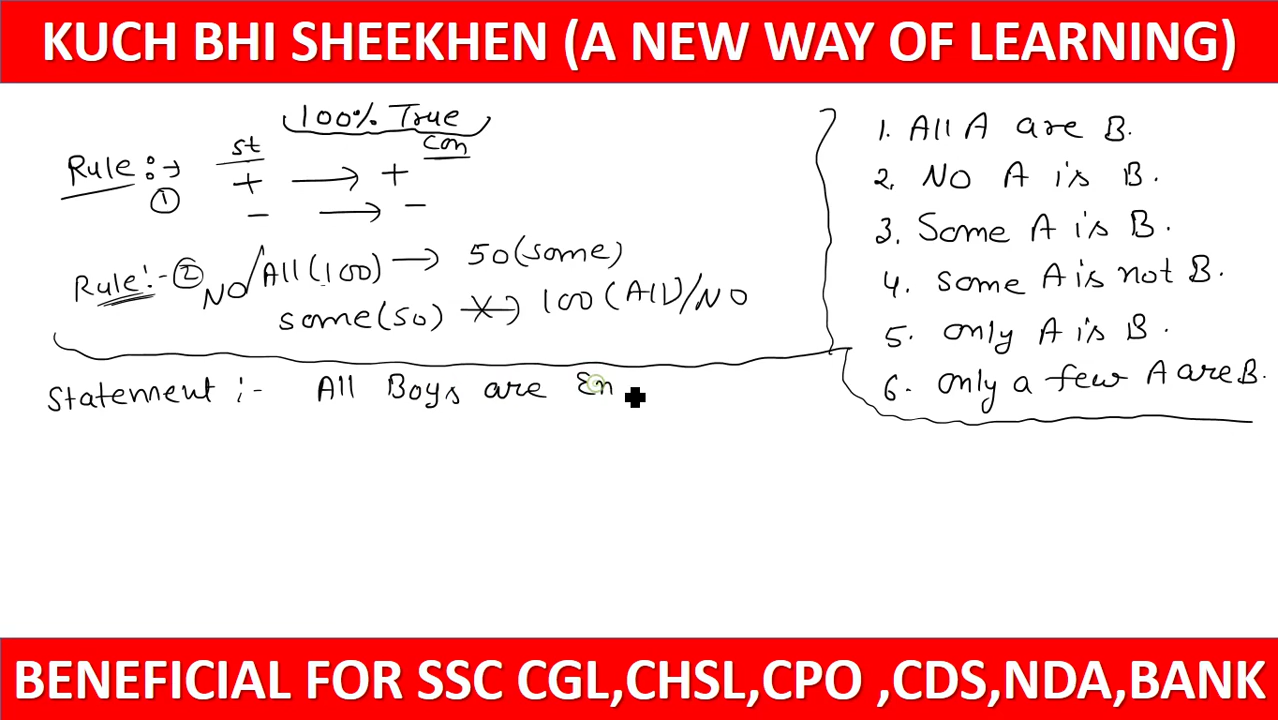 KUCH BHI SHEEKHEN (A NEW WAY OF LEARNING)
100% True
st con
Rule :→ + → +
① - → -
Rule:- ② NO/All(100) → 50(some)
some(50) → 100(All)/NO
1. All A are B.
2. NO A is B.
3. Some A is B.
4. some A is not B.
5. only A is B.
6. only a few A are B.
Statement :- All Boys are En
BENEFICIAL FOR SSC CGL,CHSL,CPO ,CDS,NDA,BANK